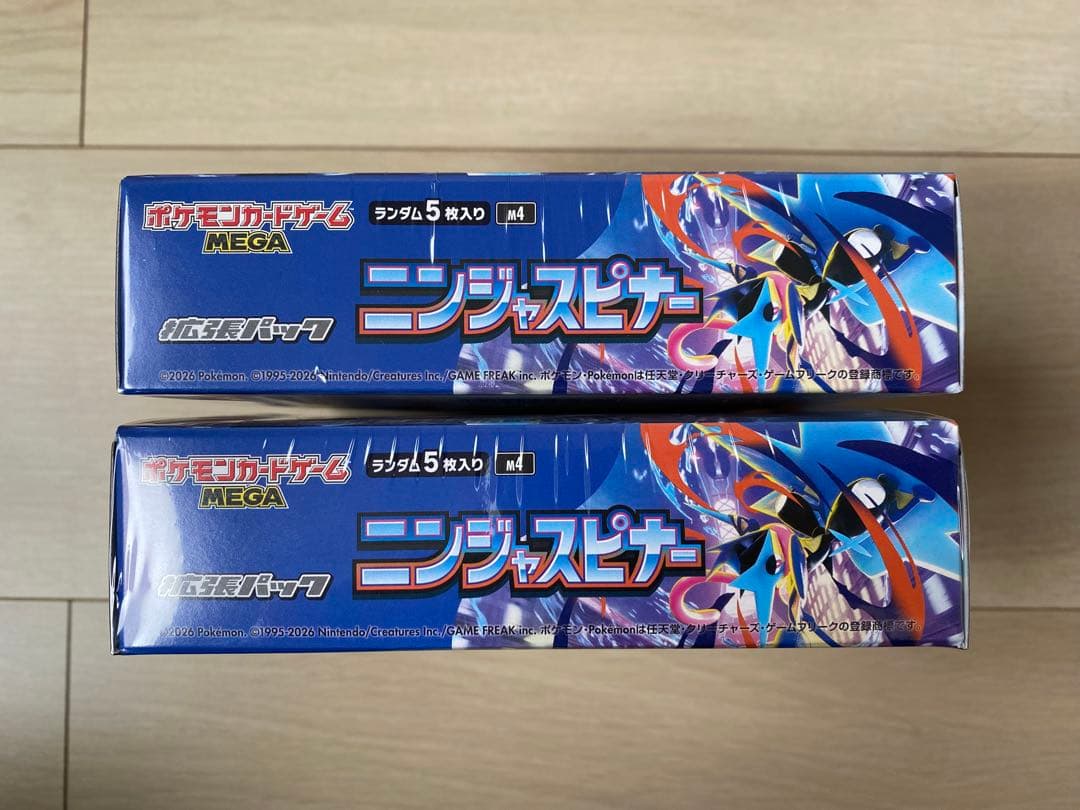 ポケモンカードゲーム
MEGA
ランダム5枚入り
M4
ニンジャスピナー
拡張パック
©2026 Pokémon. ©1995-2026 Nintendo/Creatures Inc./GAME FREAK inc. ポケモン・Pokémonは任天堂・クリーチャーズ・ゲームフリークの登録商標です。
ポケモンカードゲーム
MEGA
ランダム5枚入り
M4
ニンジャスピナー
拡張パック
©2026 Pokémon. ©1995-2026 Nintendo/Creatures Inc./GAME FREAK inc. ポケモン・Pokémonは任天堂・クリーチャーズ・ゲームフリークの登録商標です。